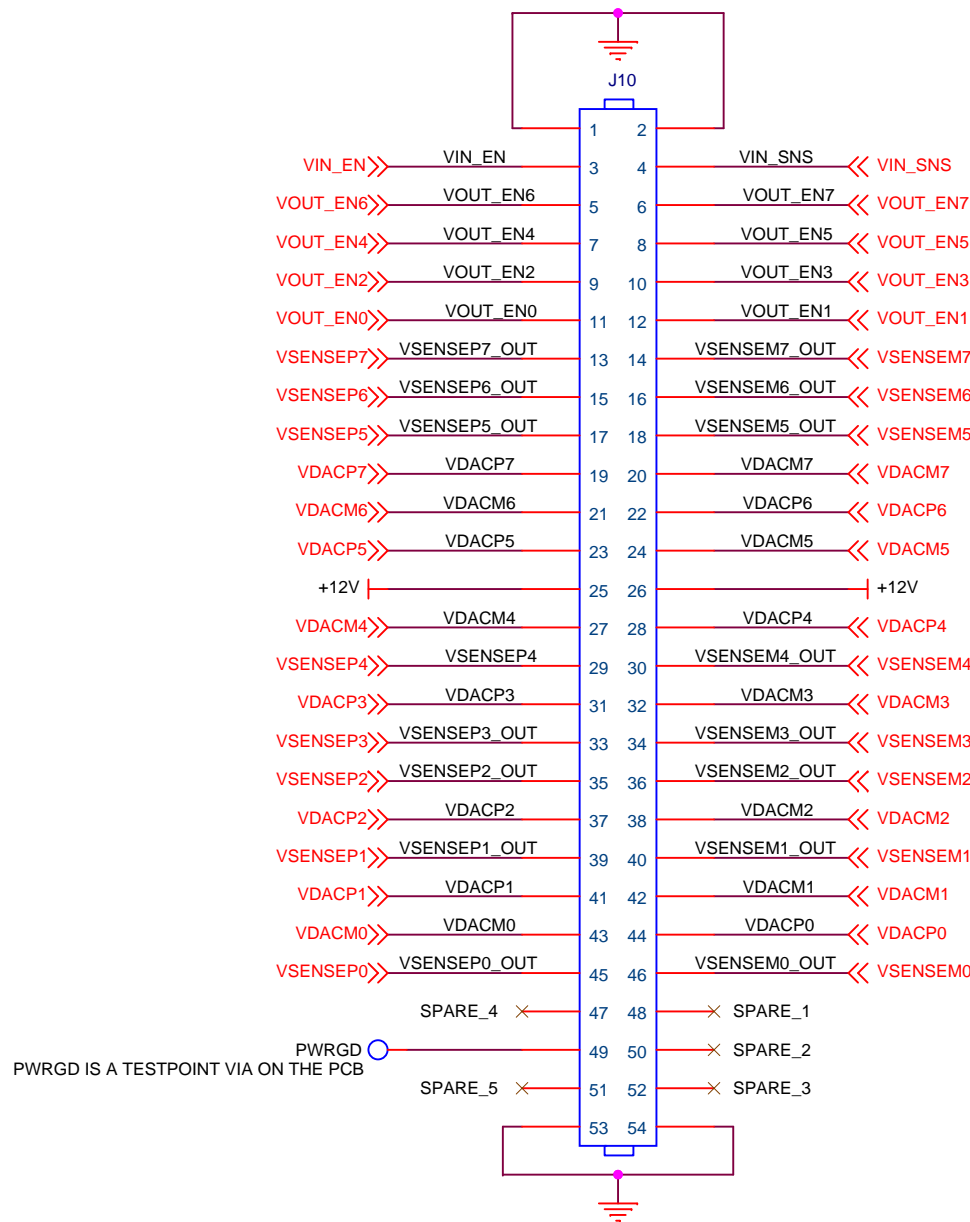 J10
1 2
VIN_EN VIN_EN 3 4 VIN_SNS VIN_SNS
VOUT_EN6 VOUT_EN6 5 6 VOUT_EN7 VOUT_EN7
VOUT_EN4 VOUT_EN4 7 8 VOUT_EN5 VOUT_EN5
VOUT_EN2 VOUT_EN2 9 10 VOUT_EN3 VOUT_EN3
VOUT_EN0 VOUT_EN0 11 12 VOUT_EN1 VOUT_EN1
VSENSEP7 VSENSEP7_OUT 13 14 VSENSEM7_OUT VSENSEM7
VSENSEP6 VSENSEP6_OUT 15 16 VSENSEM6_OUT VSENSEM6
VSENSEP5 VSENSEP5_OUT 17 18 VSENSEM5_OUT VSENSEM5
VDACP7 VDACP7 19 20 VDACM7 VDACM7
VDACM6 VDACM6 21 22 VDACP6 VDACP6
VDACP5 VDACP5 23 24 VDACM5 VDACM5
+12V 25 26 +12V
VDACM4 VDACM4 27 28 VDACP4 VDACP4
VSENSEP4 VSENSEP4 29 30 VSENSEM4_OUT VSENSEM4
VDACP3 VDACP3 31 32 VDACM3 VDACM3
VSENSEP3 VSENSEP3_OUT 33 34 VSENSEM3_OUT VSENSEM3
VSENSEP2 VSENSEP2_OUT 35 36 VSENSEM2_OUT VSENSEM2
VDACP2 VDACP2 37 38 VDACM2 VDACM2
VSENSEP1 VSENSEP1_OUT 39 40 VSENSEM1_OUT VSENSEM1
VDACP1 VDACP1 41 42 VDACM1 VDACM1
VDACM0 VDACM0 43 44 VDACP0 VDACP0
VSENSEP0 VSENSEP0_OUT 45 46 VSENSEM0_OUT VSENSEM0
SPARE_4 47 48 SPARE_1
PWRGD 49 50 SPARE_2
PWRGD IS A TESTPOINT VIA ON THE PCB
SPARE_5 51 52 SPARE_3
53 54